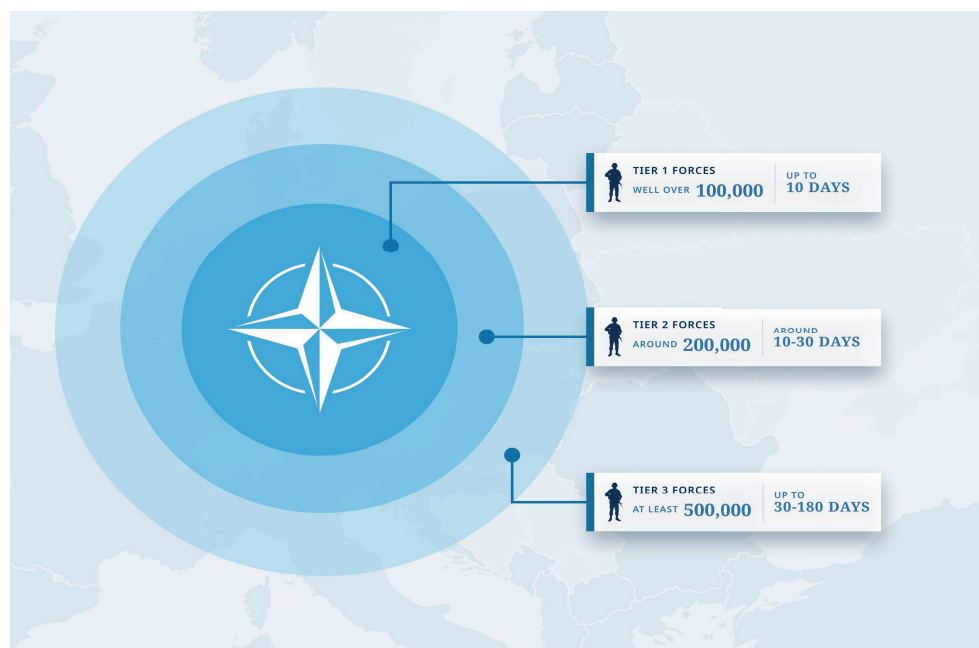 TIER 1 FORCES
WELL OVER 100,000
UP TO
10 DAYS
TIER 2 FORCES
AROUND 200,000
AROUND
10-30 DAYS
TIER 3 FORCES
AT LEAST 500,000
UP TO
30-180 DAYS